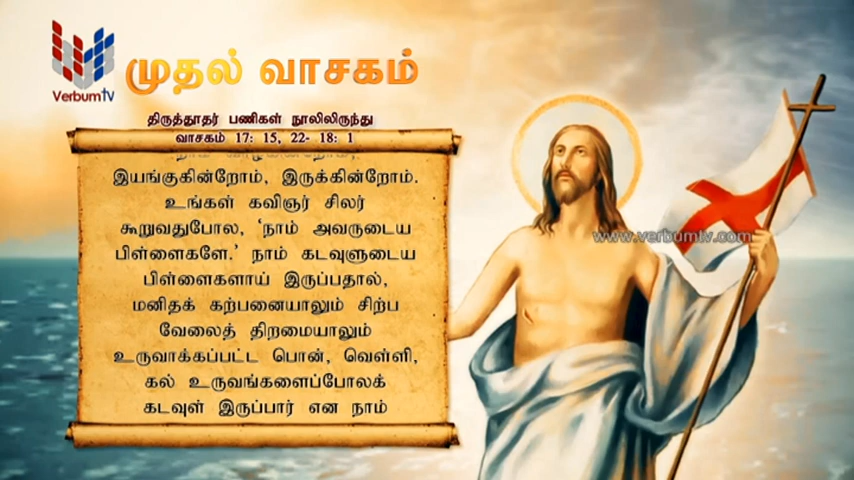 VerbumTV
முதல் வாசகம்
திருத்தூதர் பணிகள் நூலிலிருந்து
வாசகம் 17: 15, 22- 18: 1
இயங்குகின்றோம், இருக்கின்றோம்.
உங்கள் கவிஞர் சிலர்
கூறுவதுபோல, ‘நாம் அவருடைய
பிள்ளைகளே.’ நாம் கடவுளுடைய
பிள்ளைகளாய் இருப்பதால்,
மனிதக் கற்பனையாலும் சிற்ப
வேலைத் திறமையாலும்
உருவாக்கப்பட்ட பொன், வெள்ளி,
கல் உருவங்களைப்போலக்
கடவுள் இருப்பார் என நாம்
www.verbumtv.com